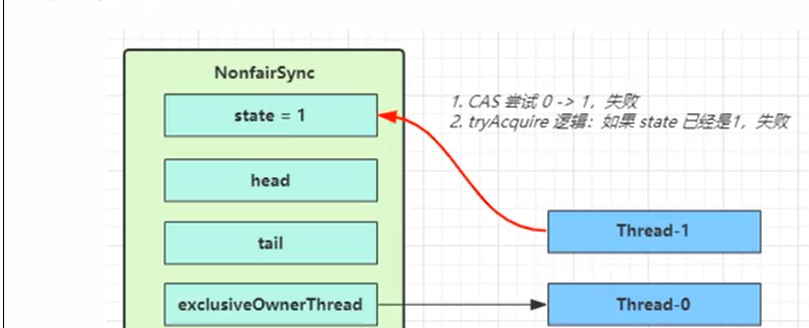 NonfairSync
state = 1
1. CAS 尝试 0 -> 1，失败
2. tryAcquire 逻辑：如果 state 已经是1，失败
head
tail
Thread-1
exclusiveOwnerThread
Thread-0